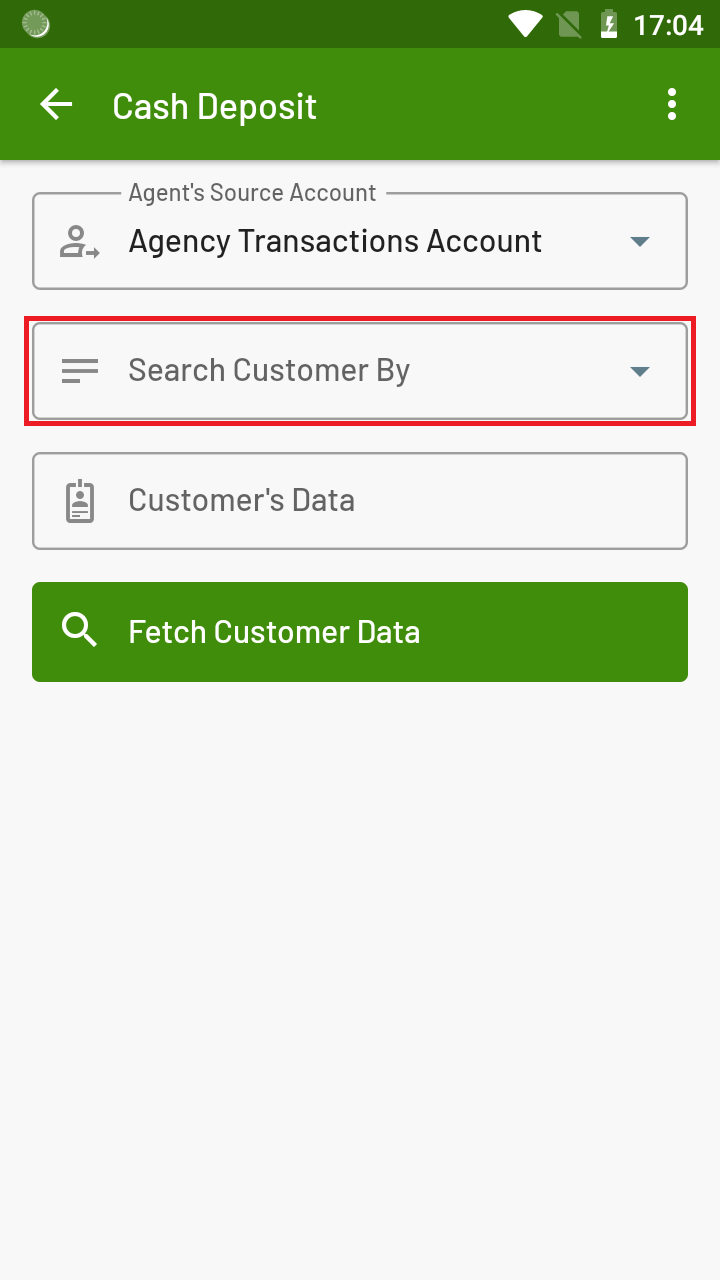 17:04
Cash Deposit
Agent's Source Account
Agency Transactions Account
Search Customer By
Customer's Data
Fetch Customer Data